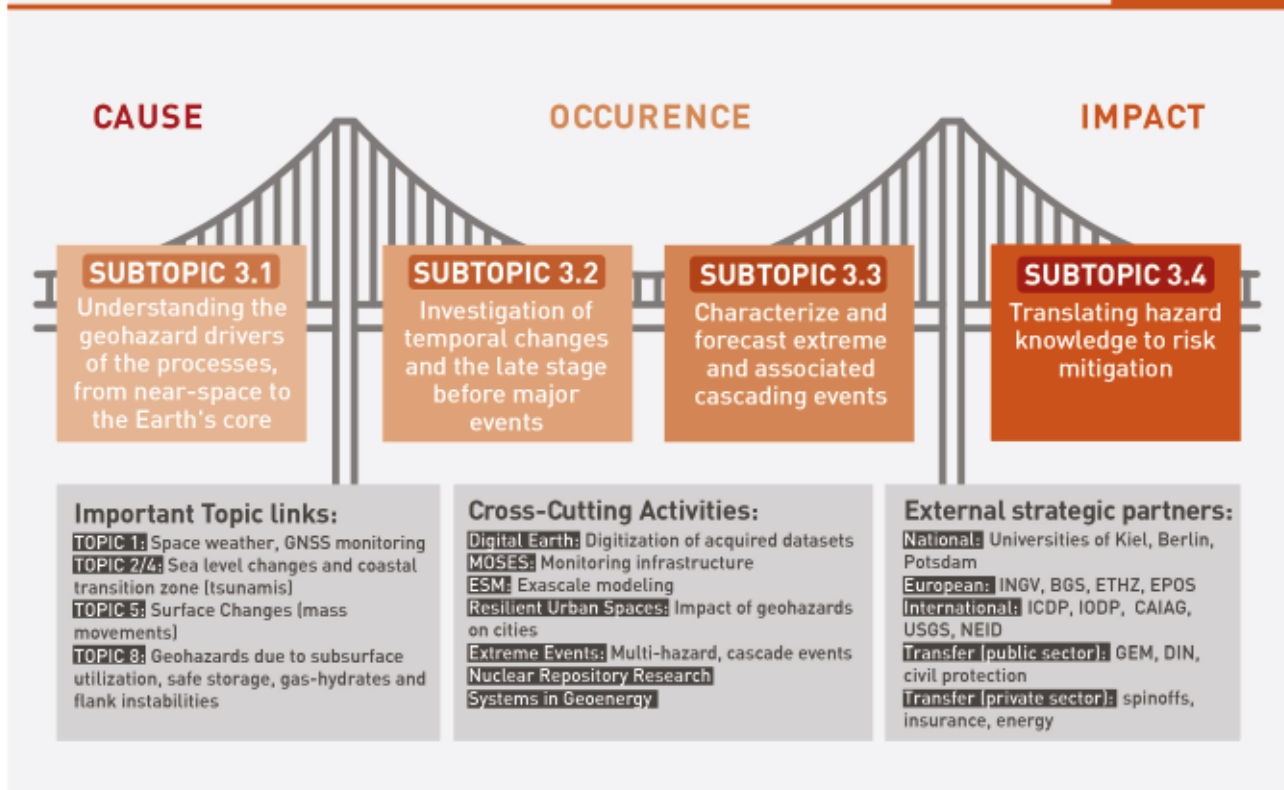 CAUSE
OCCURENCE
IMPACT
SUBTOPIC 3.1
Understanding the
geohazard drivers
of the processes,
from near-space to
the Earth's core
SUBTOPIC 3.2
Investigation of
temporal changes
and the late stage
before major
events
SUBTOPIC 3.3
Characterize and
forecast extreme
and associated
cascading events
SUBTOPIC 3.4
Translating hazard
knowledge to risk
mitigation
Important Topic links:
TOPIC 1: Space weather, GNSS monitoring
TOPIC 2/4: Sea level changes and coastal
transition zone (tsunamis)
TOPIC 5: Surface Changes (mass
movements)
TOPIC 8: Geohazards due to subsurface
utilization, safe storage, gas-hydrates and
flank instabilities
Cross-Cutting Activities:
Digital Earth: Digitization of acquired datasets
MOSES: Monitoring infrastructure
ESM: Exascale modeling
Resilient Urban Spaces: Impact of geohazards
on cities
Extreme Events: Multi-hazard, cascade events
Nuclear Repository Research
Systems in Geoenergy
External strategic partners:
National: Universities of Kiel, Berlin,
Potsdam
European: INGV, BGS, ETHZ, EPOS
International: ICDP, IODP, CAIAG,
USGS, NEID
Transfer (public sector): GEM, DIN,
civil protection
Transfer (private sector): spinoffs,
insurance, energy